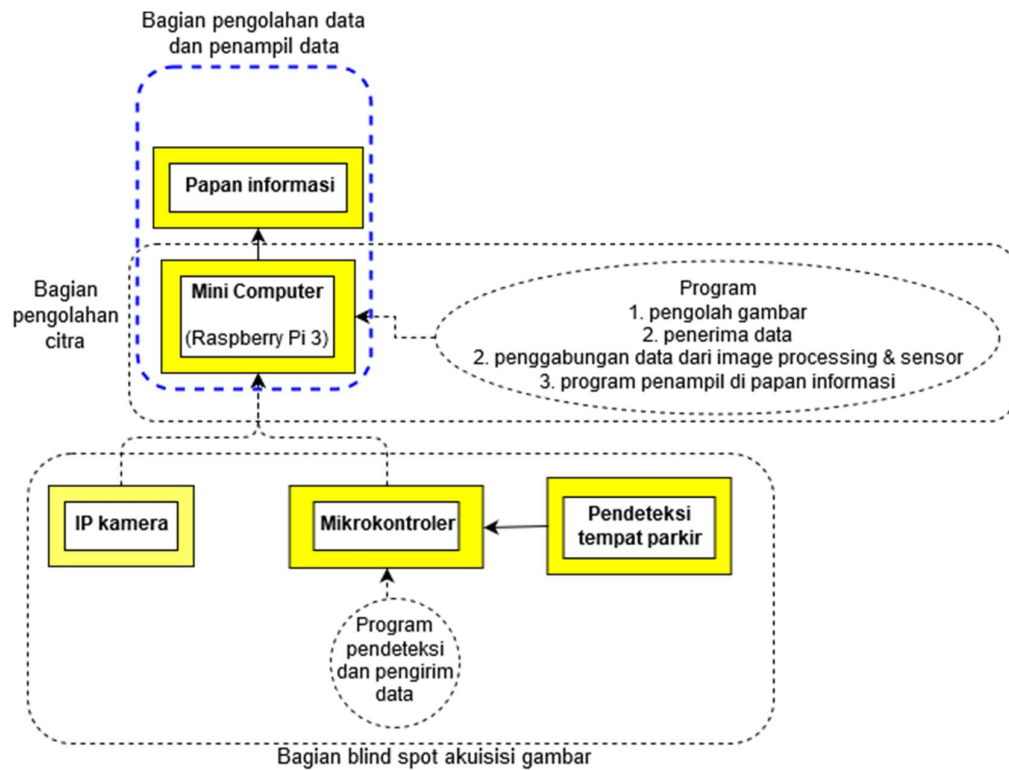 Bagian pengolahan data
dan penampil data
Papan informasi
Bagian
pengolahan
citra
Mini Computer
(Raspberry Pi 3)
Program
1. pengolah gambar
2. penerima data
2. penggabungan data dari image processing & sensor
3. program penampil di papan informasi
IP kamera
Mikrokontroler
Pendeteksi
tempat parkir
Program
pendeteksi
dan pengirim
data
Bagian blind spot akuisisi gambar